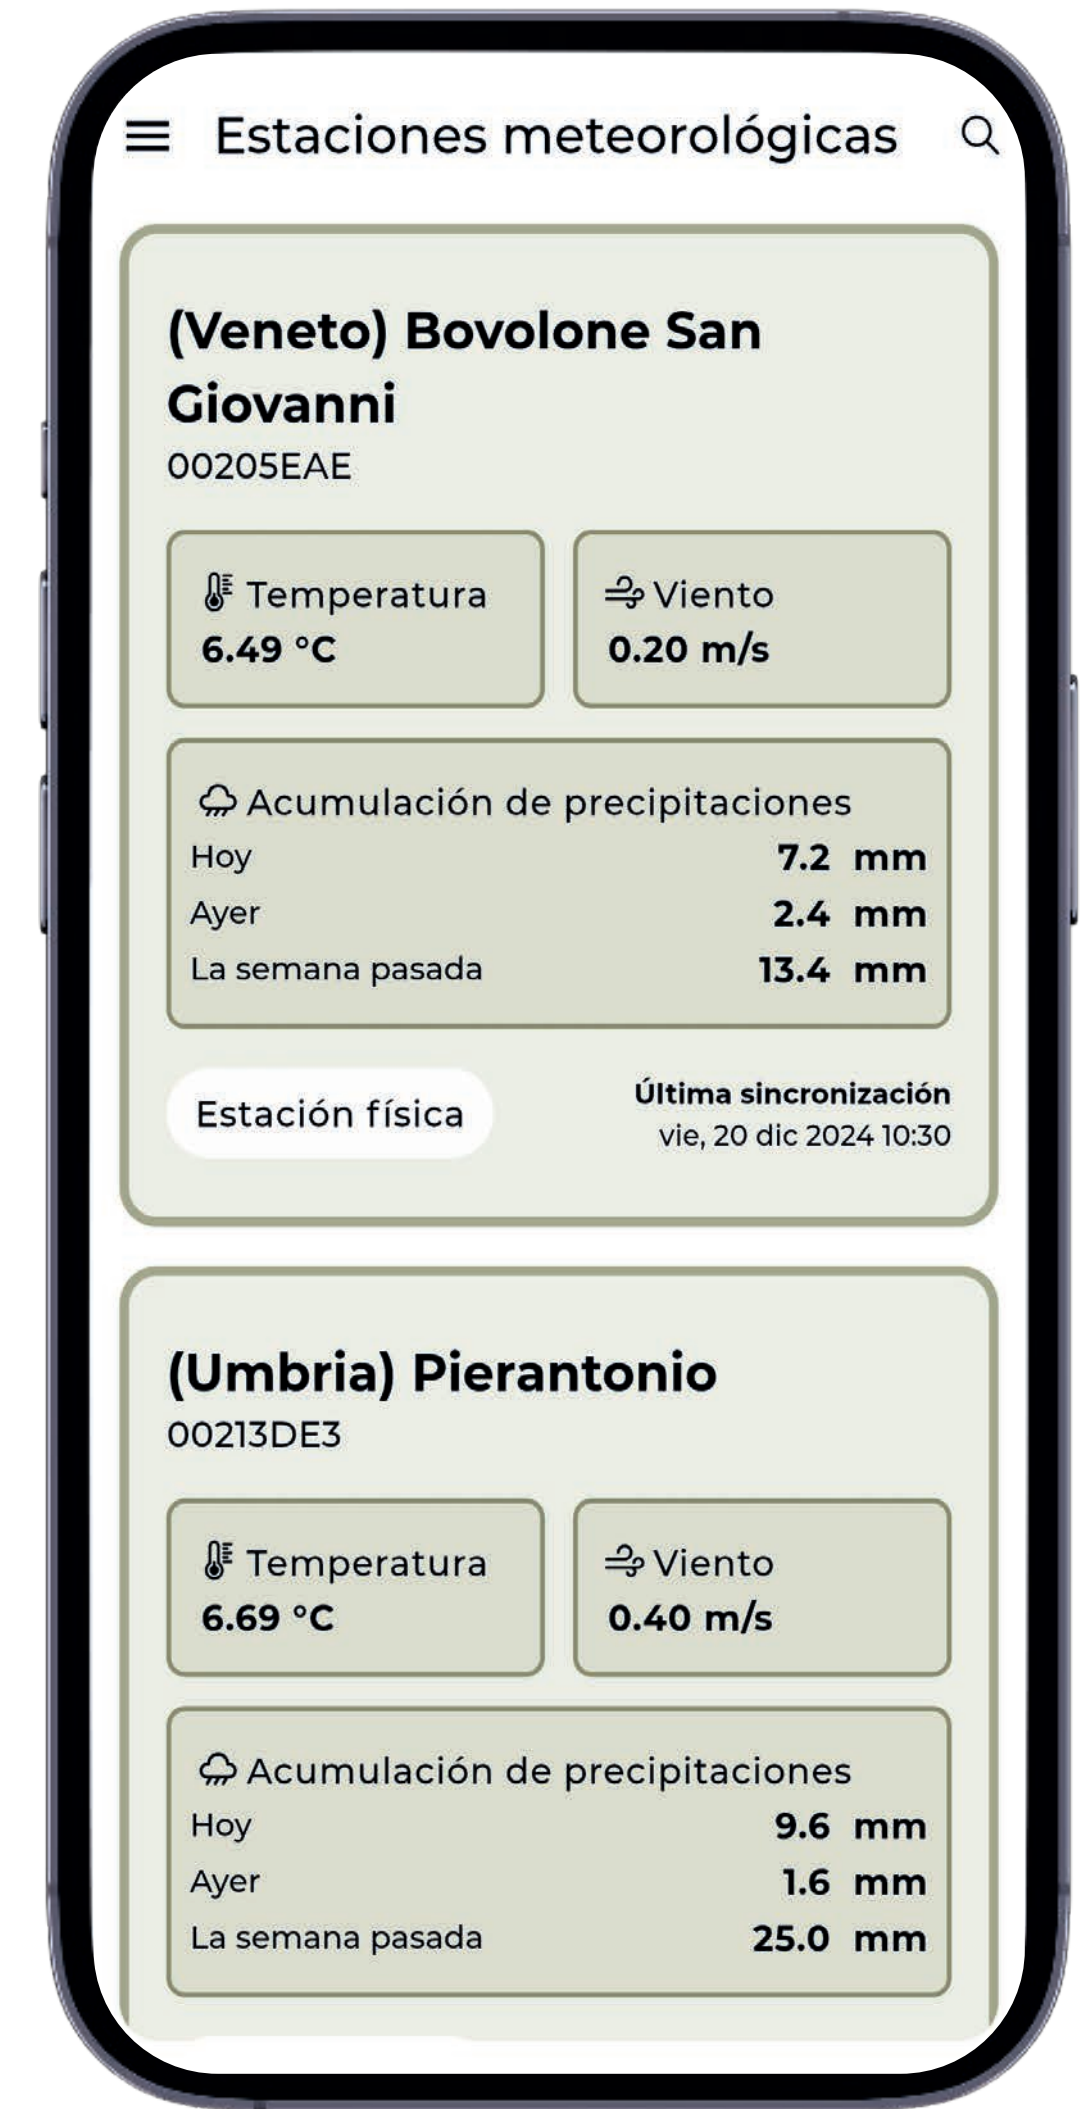 Estaciones meteorológicas
(Veneto) Bovolone San
Giovanni
00205EAE
Temperatura
6.49 °C
Viento
0.20 m/s
Acumulación de precipitaciones
Hoy 7.2 mm
Ayer 2.4 mm
La semana pasada 13.4 mm
Estación física
Última sincronización
vie, 20 dic 2024 10:30
(Umbria) Pierantonio
00213DE3
Temperatura
6.69 °C
Viento
0.40 m/s
Acumulación de precipitaciones
Hoy 9.6 mm
Ayer 1.6 mm
La semana pasada 25.0 mm